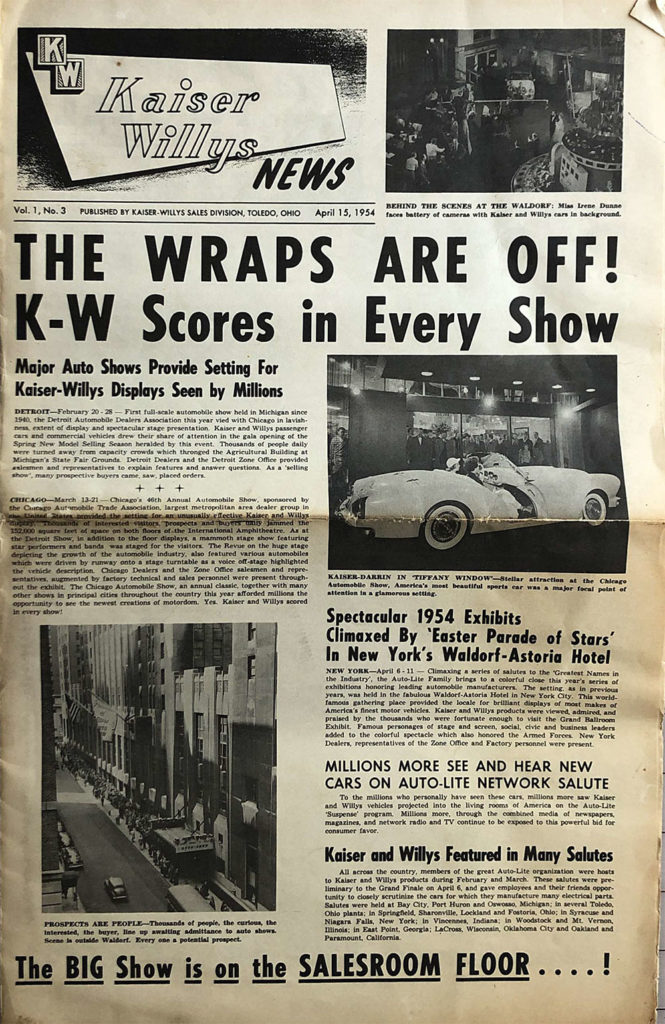 KW
Kaiser
Willys
NEWS
Vol. 1, No. 3 PUBLISHED BY KAISER-WILLYS SALES DIVISION, TOLEDO, OHIO April 15, 1954
BEHIND THE SCENES AT THE WALDORF: Miss Irene Dunne
faces battery of cameras with Kaiser and Willys cars in background.
THE WRAPS ARE OFF!
K-W Scores in Every Show
Major Auto Shows Provide Setting For
Kaiser-Willys Displays Seen by Millions
DETROIT—February 20 - 28 — First full-scale automobile show held in Michigan since
1940, the Detroit Automobile Dealers Association this year vied with Chicago in lavish-
ness, extent of display and spectacular stage presentation. Kaiser and Willys passenger
cars and commercial vehicles drew their share of attention in the gala opening of the
Spring New Model Selling Season heralded by this event. Thousands of people daily
were turned away from capacity crowds which thronged the Agricultural Building at
Michigan's State Fair Grounds. Detroit Dealers and the Detroit Zone Office provided
salesmen and representatives to explain features and answer questions. As a 'selling
show', many prospective buyers came, saw, placed orders.
CHICAGO—March 13-21 — Chicago's 46th Annual Automobile Show, sponsored by
the Chicago Automobile Trade Association, largest metropolitan area dealer group in
the United States provided the setting for an unusually effective Kaiser and Willys
display. Thousands of interested visitors, prospects and buyers daily jammed the
152,000 square feet of space on both floors of the International Amphitheatre. As at
the Detroit Show, in addition to the floor displays, a mammoth stage show featuring
star performers and bands was staged for the visitors. The Revue on the huge stage
depicting the growth of the automobile industry, also featured various automobiles
which were driven by runway onto a stage turntable as a voice off-stage highlighted
the vehicle description. Chicago Dealers and the Zone Office salesmen and repre-
sentatives, augmented by factory technical and sales personnel were present through-
out the exhibit. The Chicago Automobile Show, an annual classic, together with many
other shows in principal cities throughout the country this year afforded millions the
opportunity to see the newest creations of motordom. Yes, Kaiser and Willys scored
in every show!
KAISER-DARRIN IN 'TIFFANY WINDOW'—Stellar attraction at the Chicago
Automobile Show, America's most beautiful sports car was a major focal point of
attention in a glamorous setting.
Spectacular 1954 Exhibits
Climaxed By 'Easter Parade of Stars'
In New York's Waldorf-Astoria Hotel
NEW YORK—April 6 - 11 — Climaxing a series of salutes to the 'Greatest Names in
the Industry', the Auto-Lite Family brings to a colorful close this year's series of
exhibitions honoring leading automobile manufacturers. The setting, as in previous
years, was held in the fabulous Waldorf-Astoria Hotel in New York City. This world-
famous gathering place provided the locale for brilliant displays of most makes of
America's finest motor vehicles. Kaiser and Willys products were viewed, admired, and
praised by the thousands who were fortunate enough to visit the Grand Ballroom
Exhibit. Famous personages of stage and screen, social, civic and business leaders
added to the colorful spectacle which also honored the Armed Forces. New York
Dealers, representatives of the Zone Office and Factory personnel were present.
MILLIONS MORE SEE AND HEAR NEW
CARS ON AUTO-LITE NETWORK SALUTE
To the millions who personally have seen these cars, millions more saw Kaiser
and Willys vehicles projected into the living rooms of America on the Auto-Lite
'Suspense' program. Millions more, through the combined media of newspapers,
magazines, and network radio and TV continue to be exposed to this powerful bid for
consumer favor.
Kaiser and Willys Featured in Many Salutes
All across the country, members of the great Auto-Lite organization were hosts
to Kaiser and Willys products during February and March. These salutes were pre-
liminary to the Grand Finale on April 6, and gave employees and their friends oppor-
tunity to closely scrutinize the cars for which they manufacture many electrical parts.
Salutes were held at Bay City, Port Huron and Owosso, Michigan; in several Toledo,
Ohio plants; in Springfield, Sharonville, Lockland and Fostoria, Ohio; in Syracuse and
Niagara Falls, New York; in Vincennes, Indiana; in Woodstock and Mt. Vernon,
Illinois; in East Point, Georgia; LaCross, Wisconsin, Oklahoma City and Oakland and
Paramount, California.
PROSPECTS ARE PEOPLE—Thousands of people, the curious, the
interested, the buyer, line up awaiting admittance to auto shows.
Scene is outside Waldorf. Every one a potential prospect.
The BIG Show is on the SALESROOM FLOOR . . . . !